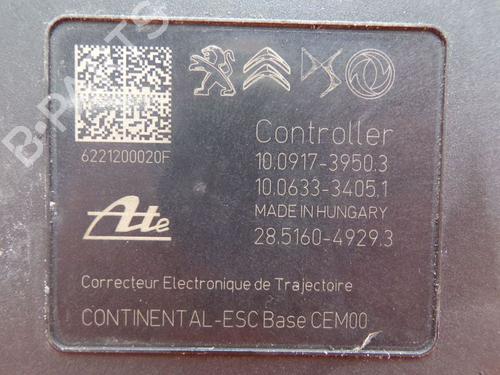 B-PARTS
6221200020F
Controller
10.0917-3950.3
10.0633-3405.1
MADE IN HUNGARY
28.5160-4929.3
Ate
Correcteur Electronique de Trajectoire
CONTINENTAL-ESC Base CEM00